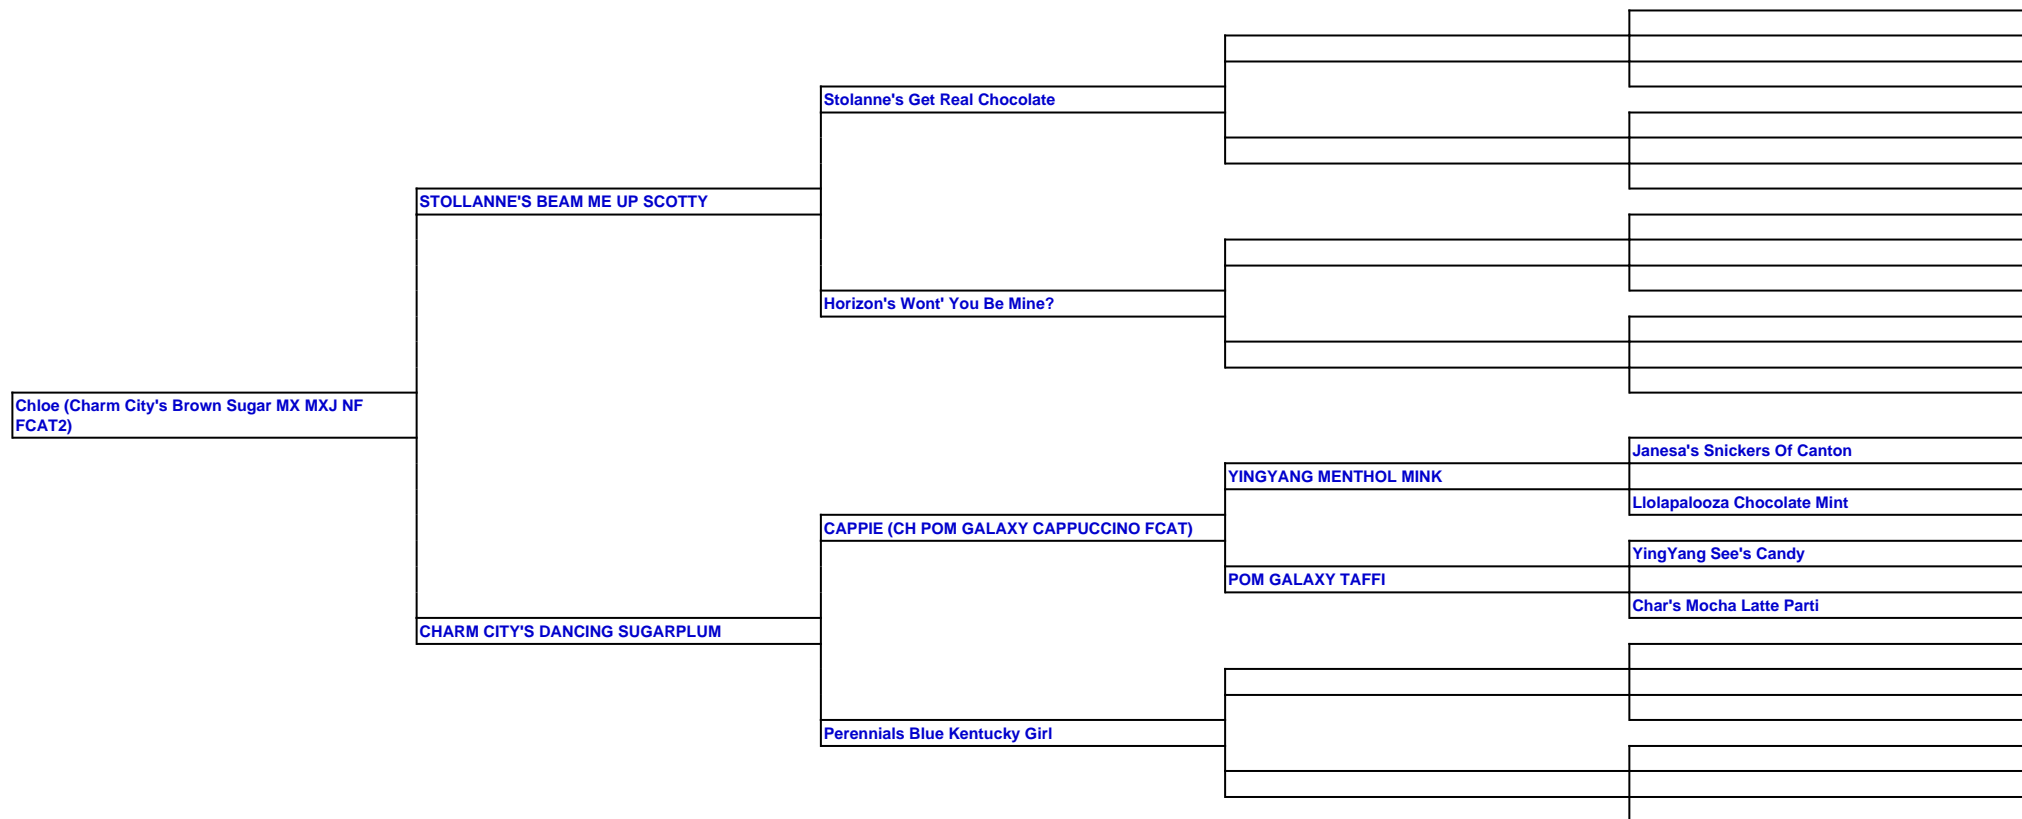 Stolanne's Get Real Chocolate
STOLLANNE'S BEAM ME UP SCOTTY
Horizon's Wont' You Be Mine?
Chloe (Charm City's Brown Sugar MX MXJ NF
FCAT2)
Janesa's Snickers Of Canton
YINGYANG MENTHOL MINK
Llolapalooza Chocolate Mint
CAPPIE (CH POM GALAXY CAPPUCCINO FCAT)
YingYang See's Candy
POM GALAXY TAFFI
Char's Mocha Latte Parti
CHARM CITY'S DANCING SUGARPLUM
Perennials Blue Kentucky Girl